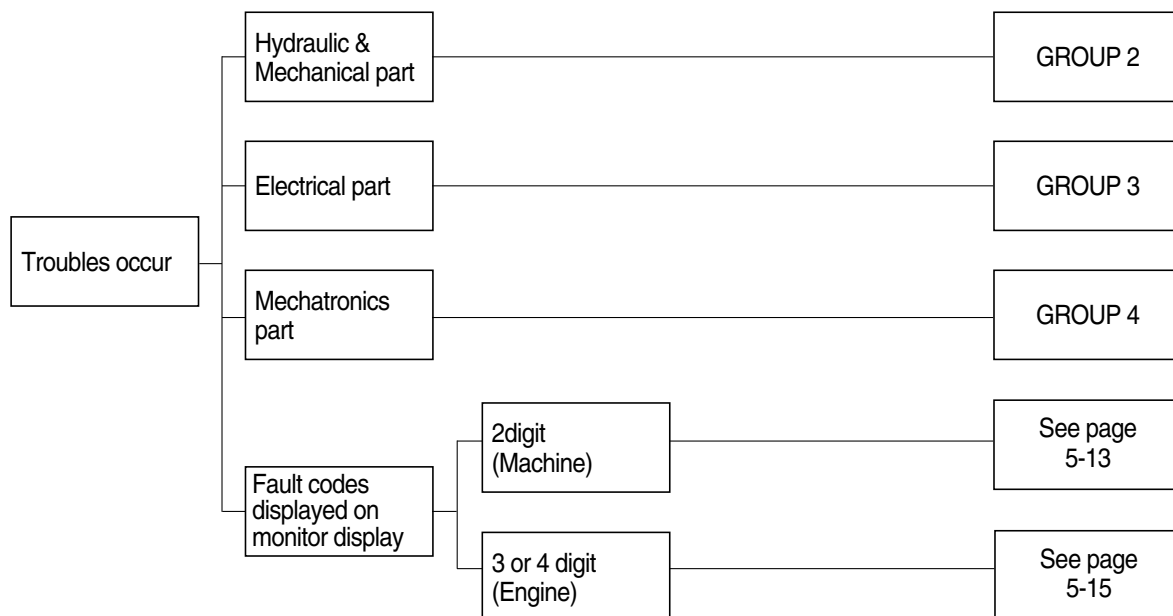 Hydraulic &
Mechanical part
GROUP 2
Electrical part
GROUP 3
Troubles occur
Mechatronics
part
GROUP 4
2digit
(Machine)
See page
5-13
Fault codes
displayed on
monitor display
3 or 4 digit
(Engine)
See page
5-15